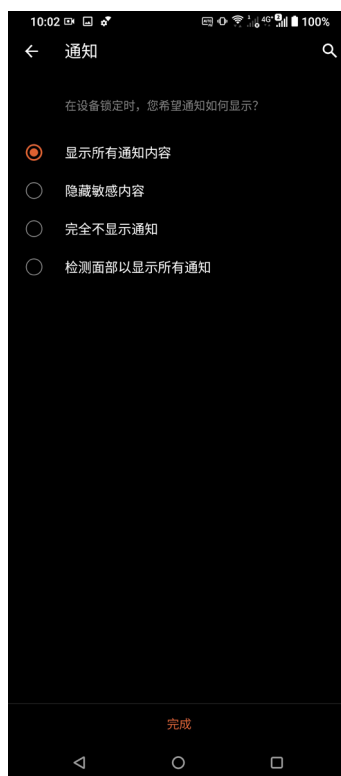 10:02 4G+ 100%
通知
在设备锁定时，您希望通知如何显示？
显示所有通知内容
隐藏敏感内容
完全不显示通知
检测面部以显示所有通知
完成